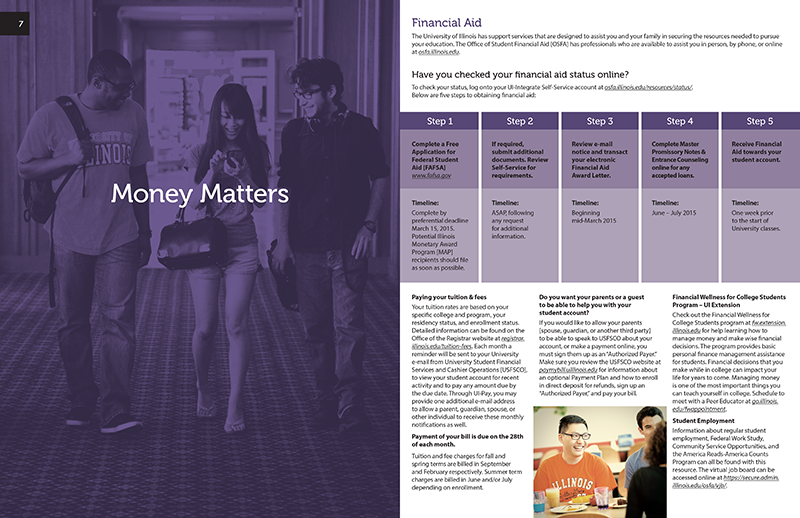 7
ILLINOIS
Money Matters
Financial Aid
The University of Illinois has support services that are designed to assist you and your family in securing the resources needed to pursue
your education. The Office of Student Financial Aid [OSFA] has professionals who are available to assist you in person, by phone, or online
at osfa.illinois.edu.
Have you checked your financial aid status online?
To check your status, log onto your UI-Integrate Self-Service account at osfa.illinois.edu/resources/status/.
Below are five steps to obtaining financial aid:
Step 1
Complete a Free
Application for
Federal Student
Aid [FAFSA]
www.fafsa.gov
Timeline:
Complete by
preferential deadline
March 15, 2015.
Potential Illinois
Monetary Award
Program [MAP]
recipients should file
as soon as possible.
Step 2
If required,
submit additional
documents. Review
Self-Service for
requirements.
Timeline:
ASAP, following
any request
for additional
information.
Step 3
Review e-mail
notice and transact
your electronic
Financial Aid
Award Letter.
Timeline:
Beginning
mid-March 2015
Step 4
Complete Master
Promissory Notes &
Entrance Counseling
online for any
accepted loans.
Timeline:
June – July 2015
Step 5
Receive Financial
Aid towards your
student account.
Timeline:
One week prior
to the start of
University classes.
Paying your tuition & fees
Your tuition rates are based on your
specific college and program, your
residency status, and enrollment status.
Detailed information can be found on the
Office of the Registrar website at registrar.
illinois.edu/tuition-fees. Each month a
reminder will be sent to your University
e-mail from University Student Financial
Services and Cashier Operations [USFSCO],
to view your student account for recent
activity and to pay any amount due by
the due date. Through UI-Pay, you may
provide one additional e-mail address
to allow a parent, guardian, spouse, or
other individual to receive these monthly
notifications as well.
Payment of your bill is due on the 28th
of each month.
Tuition and fee charges for fall and
spring terms are billed in September
and February respectively. Summer term
charges are billed in June and/or July
depending on enrollment.
Do you want your parents or a guest
to be able to help you with your
student account?
If you would like to allow your parents
[spouse, guardian, or another third party]
to be able to speak to USFSCO about your
account, or make a payment online, you
must sign them up as an "Authorized Payer."
Make sure you review the USFSCO website at
paymybill.uillinois.edu for information about
an optional Payment Plan and how to enroll
in direct deposit for refunds, sign up an
"Authorized Payer," and pay your bill.
ILLINOIS
Financial Wellness for College Students
Program – UI Extension
Check out the Financial Wellness for
College Students program at fw.extension.
illinois.edu for help learning how to
manage money and make wise financial
decisions. The program provides basic
personal finance management assistance
for students. Financial decisions that you
make while in college can impact your
life for years to come. Managing money
is one of the most important things you
can teach yourself in college. Schedule to
meet with a Peer Educator at go.illinois.
edu/fwappointment.
Student Employment
Information about regular student
employment, Federal Work Study,
Community Service Opportunities, and
the America Reads-America Counts
Program can all be found with this
resource. The virtual job board can be
accessed online at https://secure.admin.
illinois.edu/osfa/vjb/.